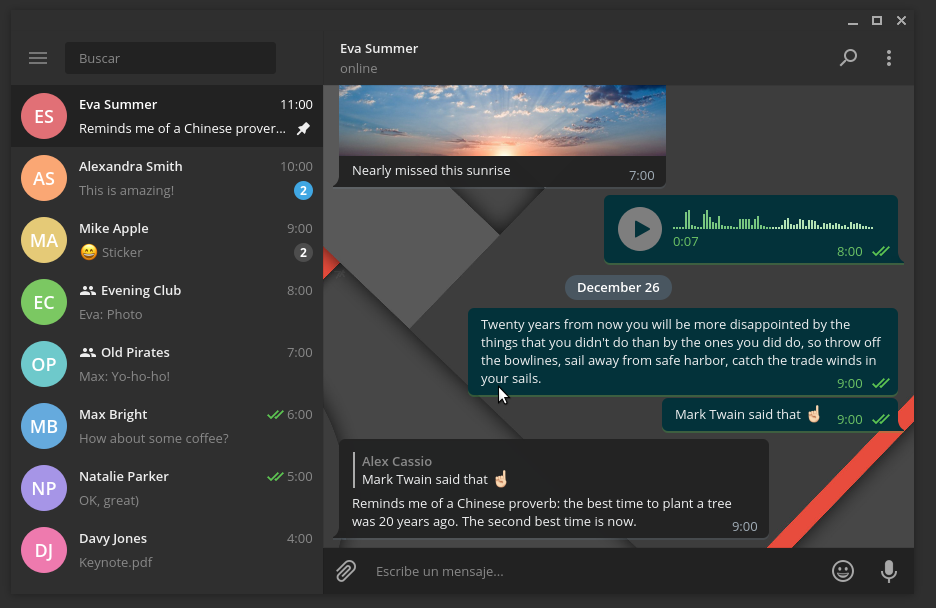 Buscar
ES
Eva Summer
11:00
Reminds me of a Chinese prover...
AS
Alexandra Smith
10:00
This is amazing!
2
MA
Mike Apple
9:00
😄 Sticker
2
EC
Evening Club
8:00
Eva: Photo
OP
Old Pirates
7:00
Max: Yo-ho-ho!
MB
Max Bright
6:00
How about some coffee?
NP
Natalie Parker
5:00
OK, great)
DJ
Davy Jones
4:00
Keynote.pdf
Eva Summer
online
Nearly missed this sunrise
7:00
0:07
8:00
December 26
Twenty years from now you will be more disappointed by the
things that you didn't do than by the ones you did do, so throw off
the bowlines, sail away from safe harbor, catch the trade winds in
your sails.
9:00
Mark Twain said that ☝🏻
9:00
Alex Cassio
Mark Twain said that ☝🏻
Reminds me of a Chinese proverb: the best time to plant a tree
was 20 years ago. The second best time is now.
9:00
Escribe un mensaje...